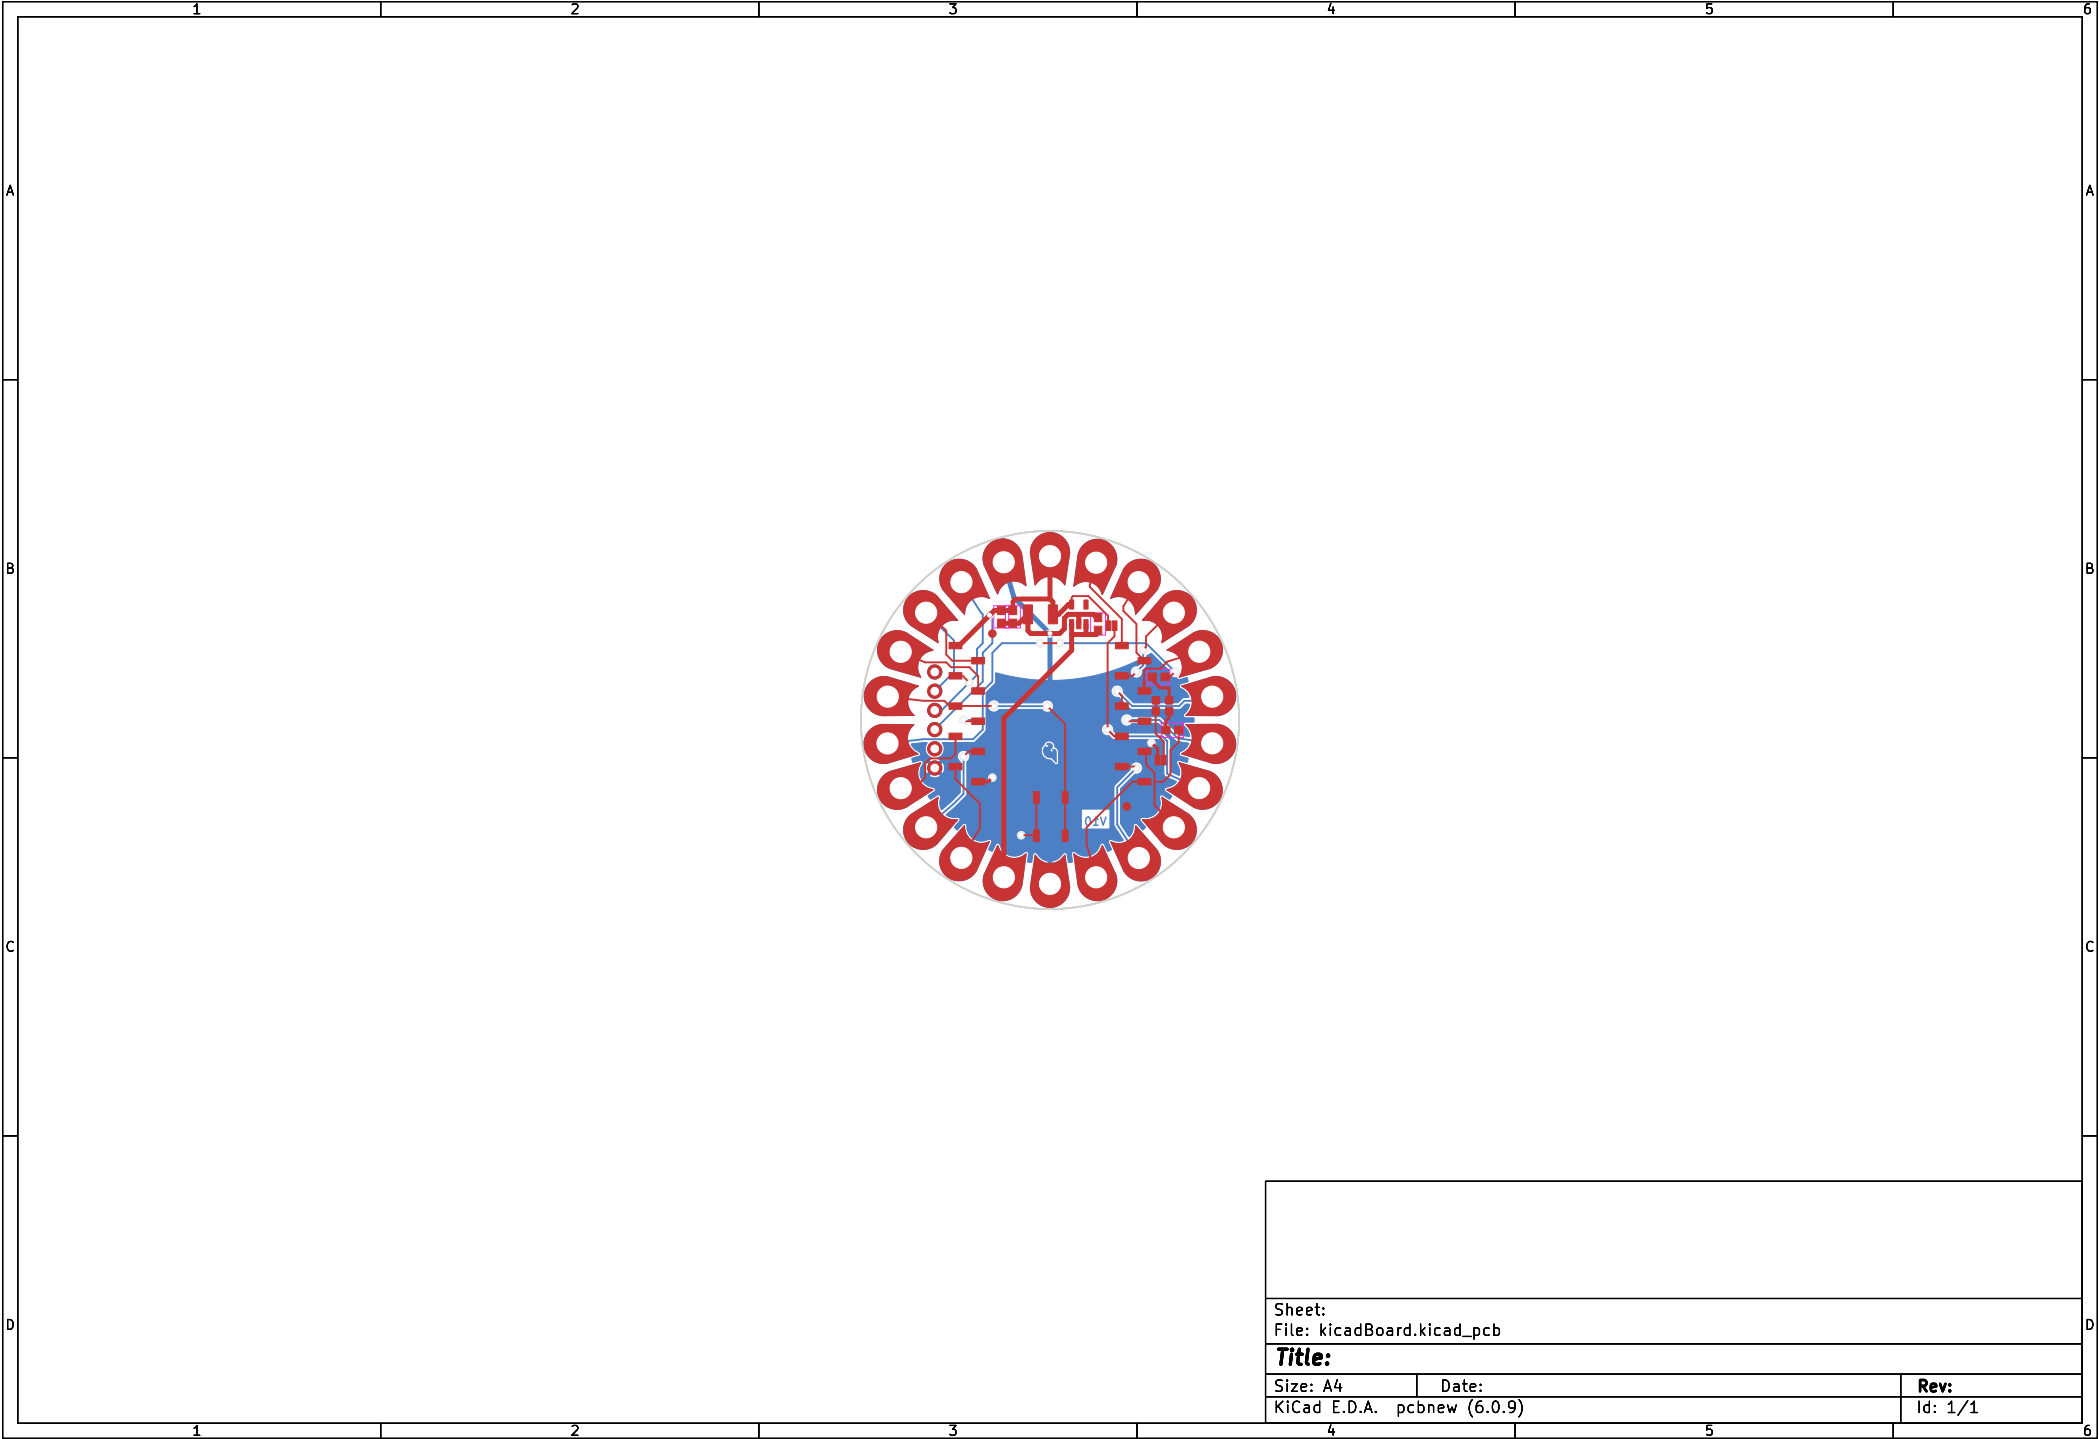 1 2 3 4 5 6
A A
B B
V10
C C
Sheet:
D D
File: kicadBoard.kicad_pcb
Title:
Size: A4 Date: Rev:
KiCad E.D.A. pcbnew (6.0.9) Id: 1/1
1 2 3 4 5 6